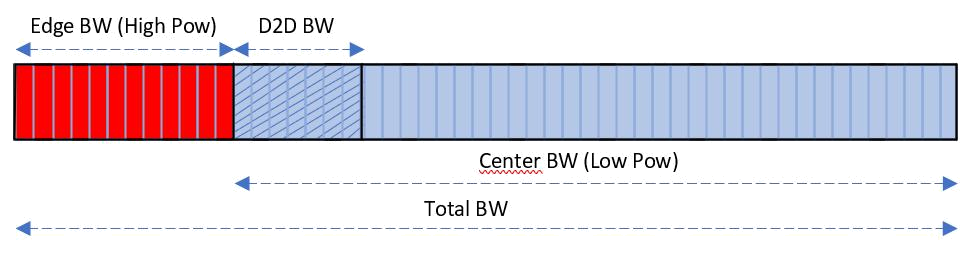 Edge BW (High Pow)
D2D BW
Center BW (Low Pow)
Total BW